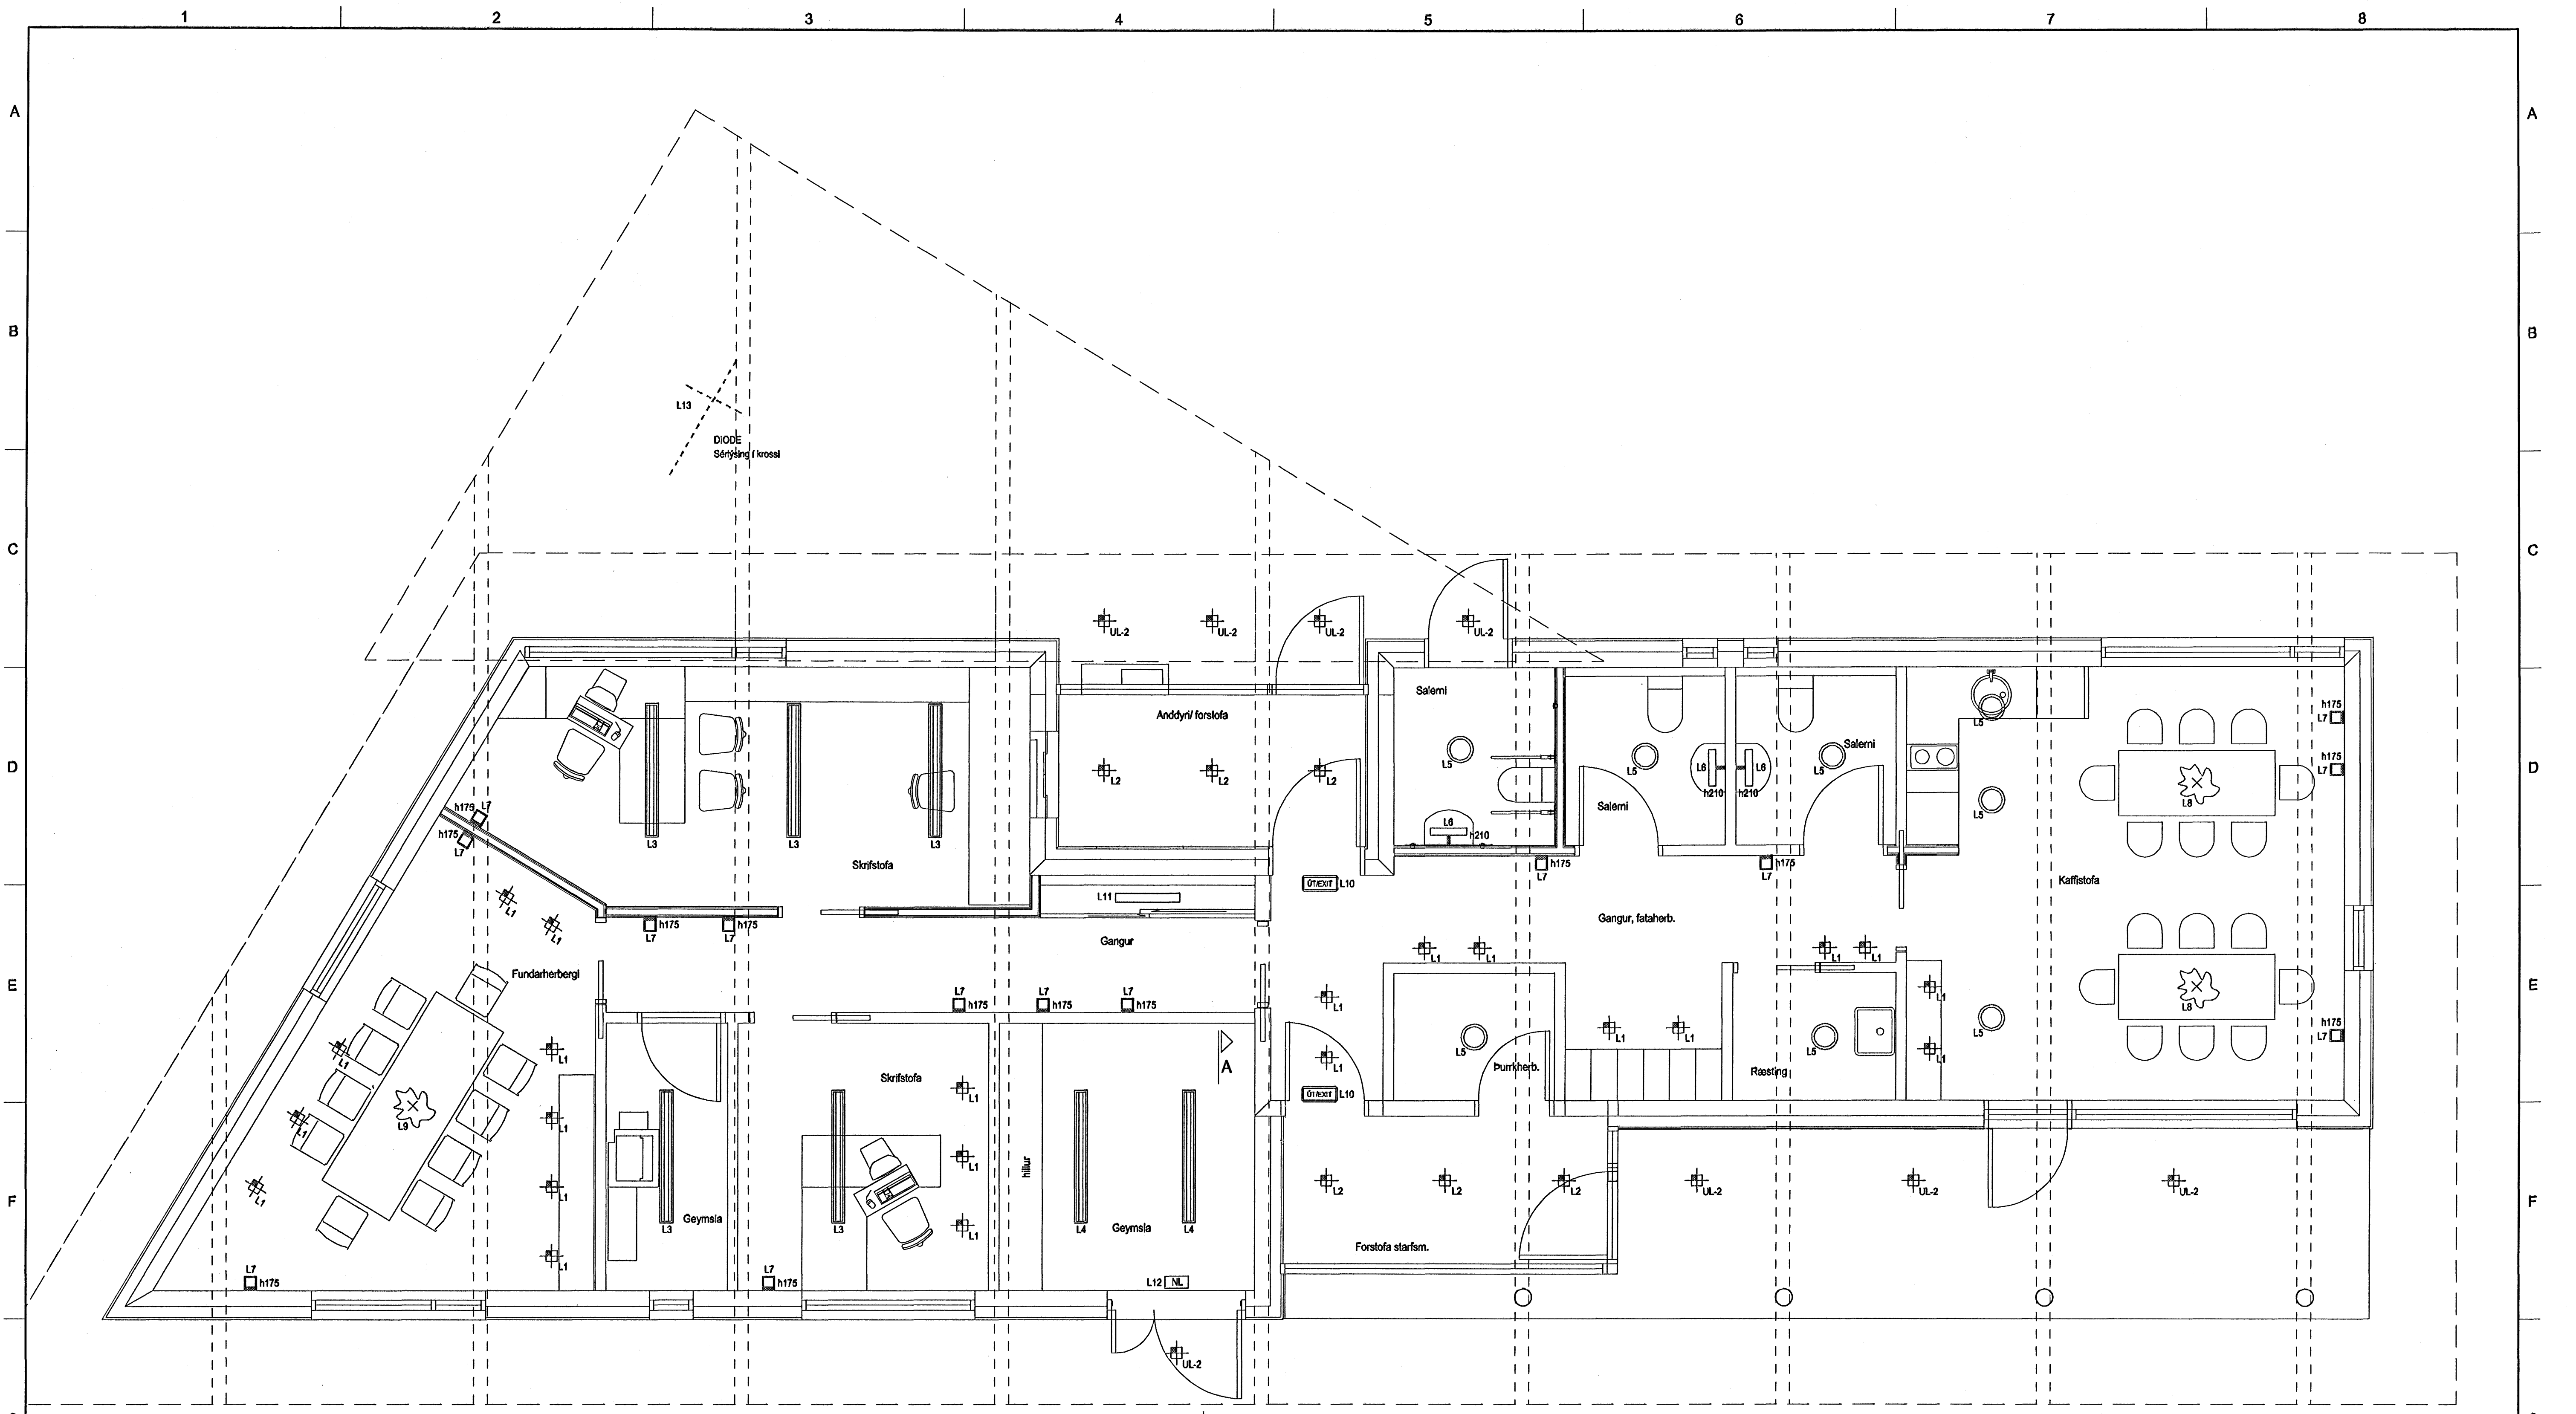 1 2 3 4 5 6 7 8
A A
B B
L13
DIODE
Sérlýsing í krossi
C C
UL-2 UL-2 UL-2 UL-2
Salerni
h175
L7
Anddyri/ forstofa
L5
Salerni
D D
L5 L6 L6 L5
h175
L7
L2 L2 L2
h210 h210
h175 L7
Salerni
L8
h175
L7
L6
h210
L5
L3 L3 L3
Skrifstofa
h175
L7
h175
L7
Kaffistofa
ÚT/EXIT L10
L11
L1
L1
h175
L7
h175
L7
Gangur, fataherb.
Gangur
L1 L1 L1 L1
Fundarherbergi
E E
L7
h175
L7
h175
L7
h175
L1
L1
L8
h175
L7
L1 L1
L5
L5
L5
L1
L1
L1
L1
A
Þurrkherb.
Ræsting
Skrifstofa
L1
ÚT/EXIT L10
L9
L1
L1
F F
L1
hillur
L1
L1
L2 L2 L2 UL-2 UL-2 UL-2
Geymsla
L3 L3
L1
L4 L4
Geymsla
Forstofa starfsm.
L1
L7
h175
L7
h175
L12 NL
UL-2